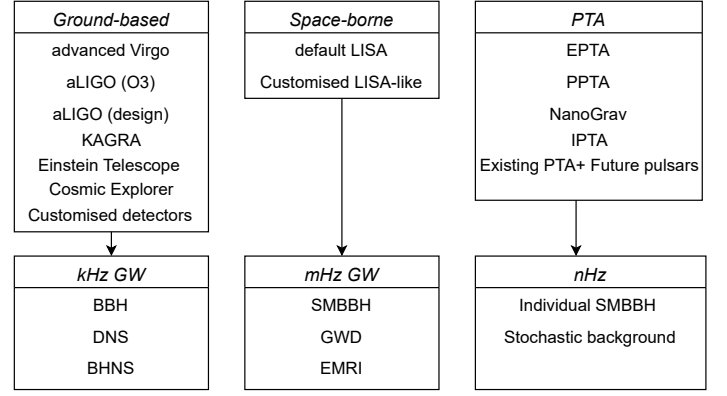 Ground-based
advanced Virgo
aLIGO (O3)
aLIGO (design)
KAGRA
Einstein Telescope
Cosmic Explorer
Customised detectors
Space-borne
default LISA
Customised LISA-like
PTA
EPTA
PPTA
NanoGrav
IPTA
Existing PTA+ Future pulsars
kHz GW
BBH
DNS
BHNS
mHz GW
SMBBH
GWD
EMRI
nHz
Individual SMBBH
Stochastic background